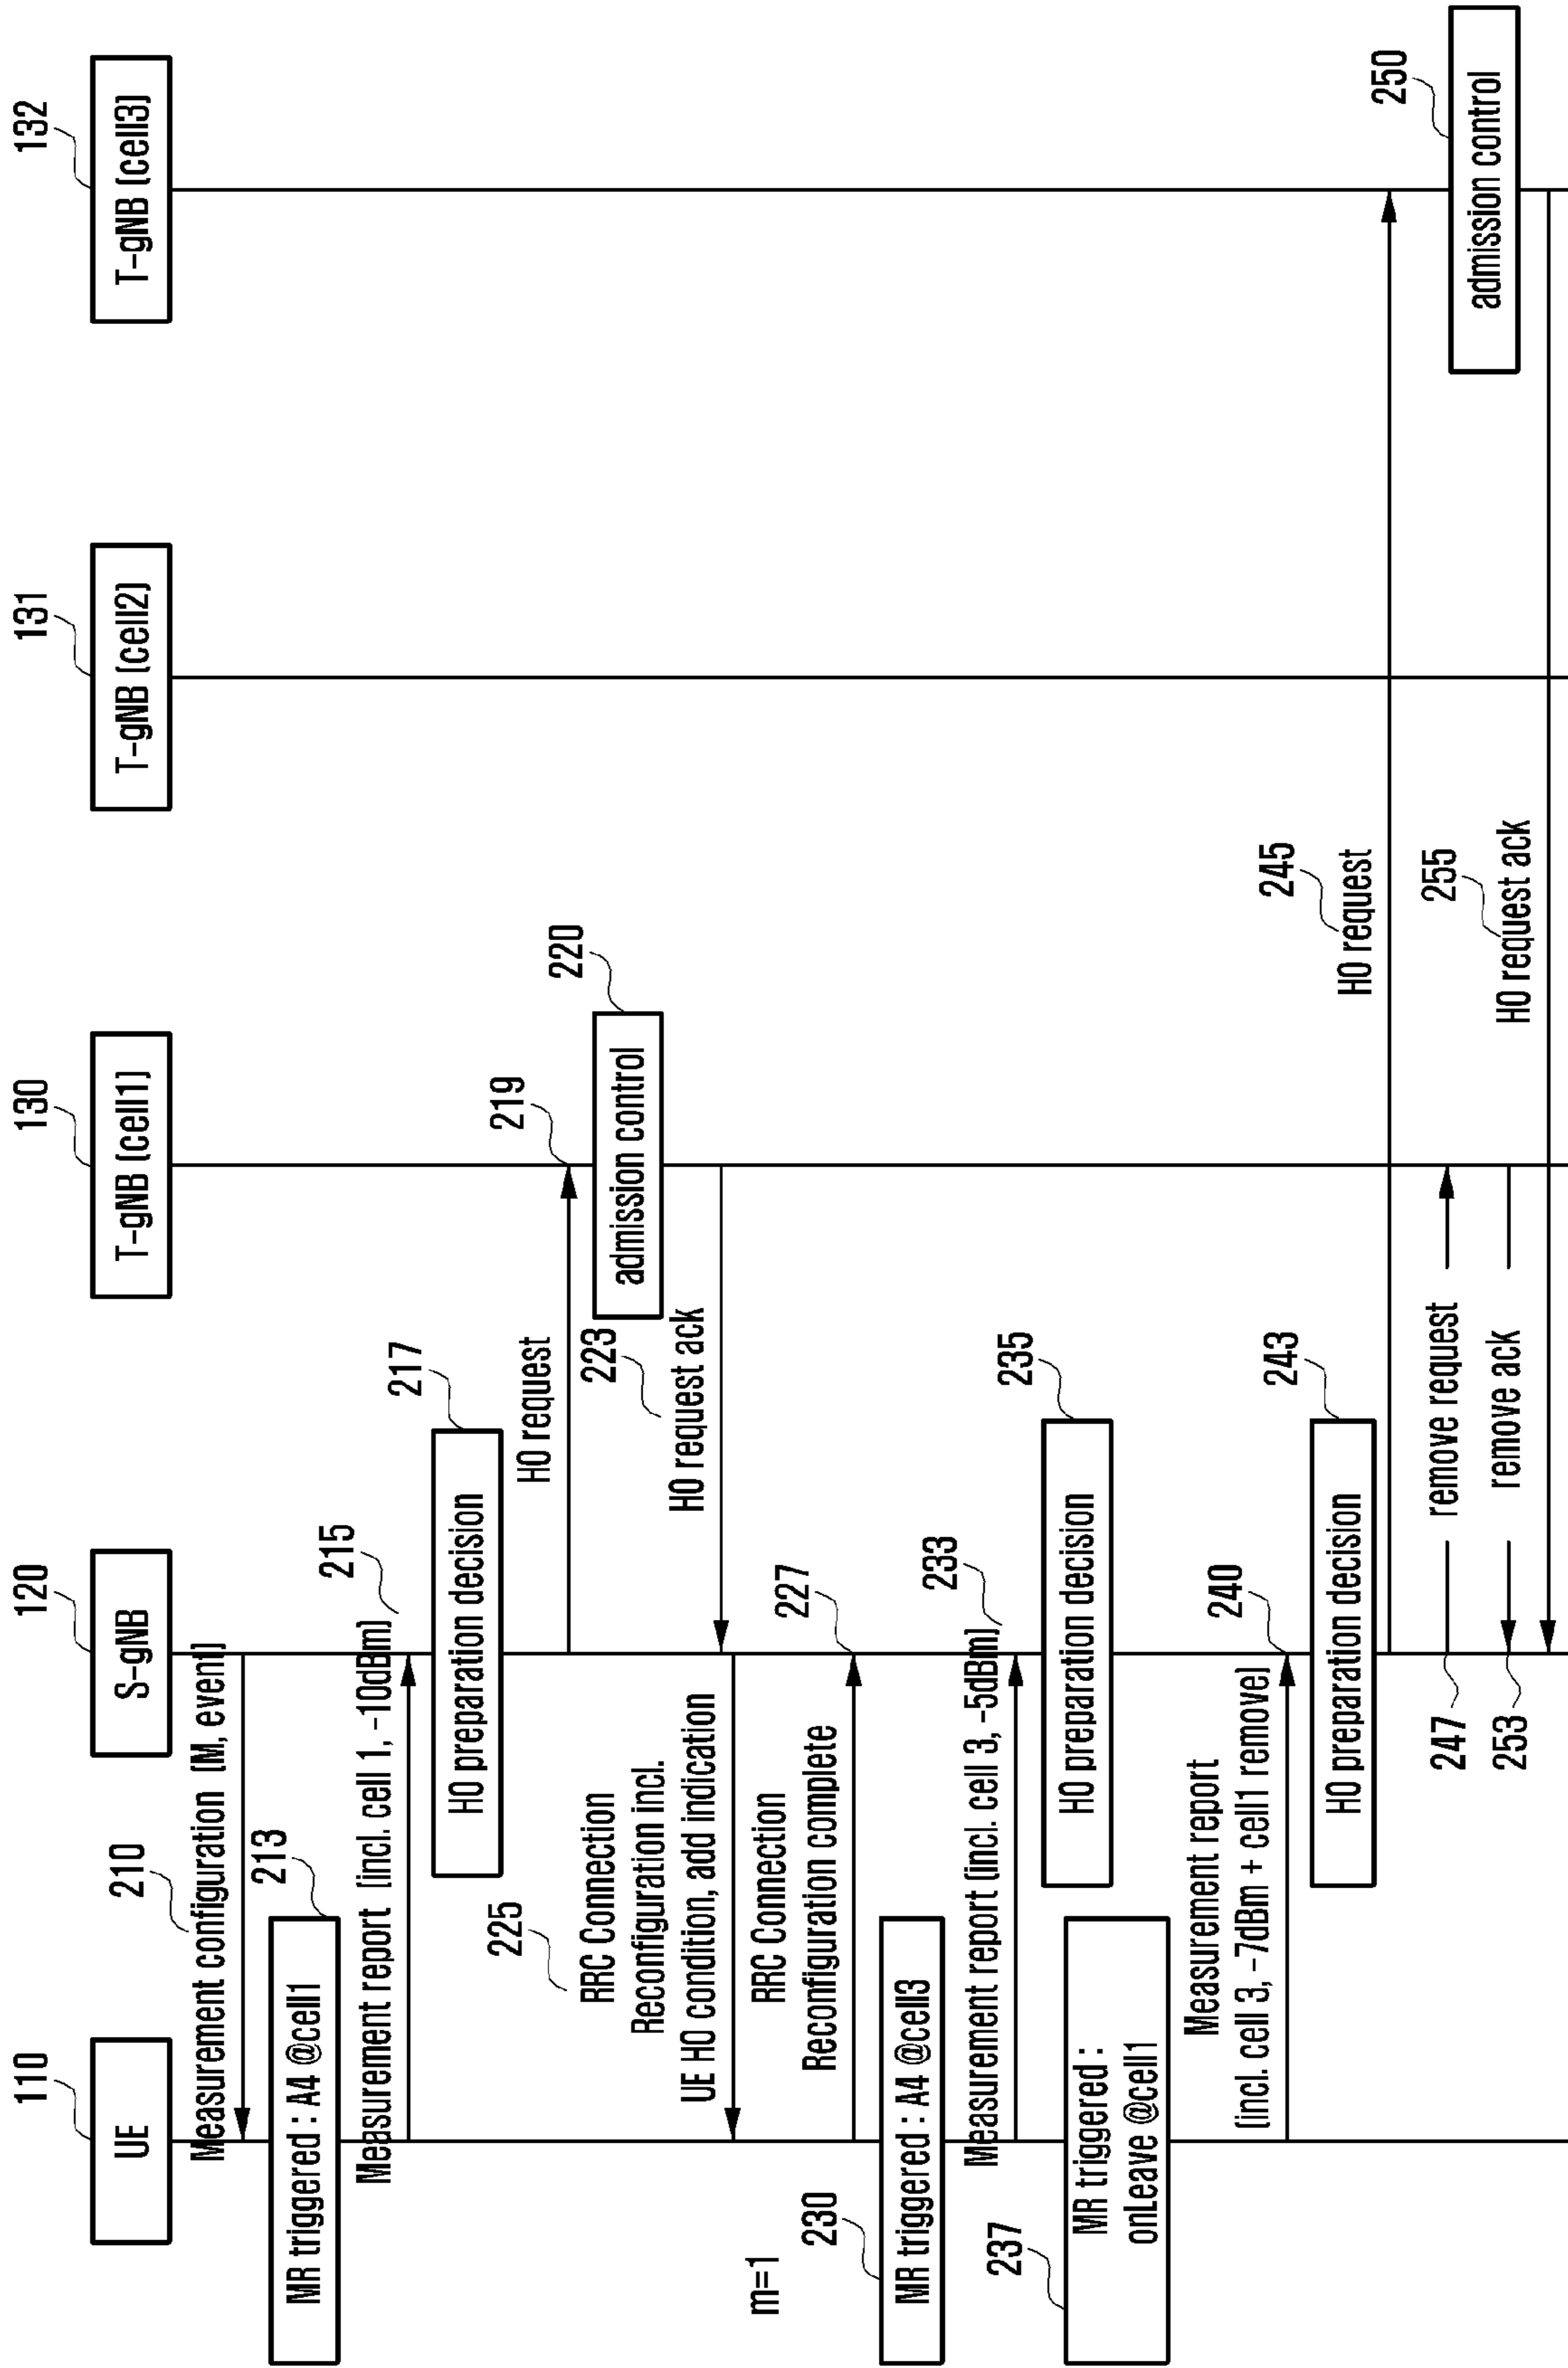 110
120
130
131
132
UE
S-gNB
T-gNB (cell1)
T-gNB (cell2)
T-gNB (cell3)
210
Measurement configuration (M, event)
213
MR triggered : A4 @cell1
215
Measurement report (incl. cell 1, -10dBm)
217
HO preparation decision
219
HO request
220
admission control
223
HO request ack
225
RRC Connection
Reconfiguration incl.
UE HO condition, add indication
m=1
227
RRC Connection
Reconfiguration complete
230
MR triggered : A4 @cell3
233
Measurement report (incl. cell 3, -5dBm)
235
HO preparation decision
237
MR triggered :
onLeave @cell1
240
Measurement report
(incl. cell 3, -7dBm + cell1 remove)
243
HO preparation decision
245
HO request
247
remove request
250
admission control
253
remove ack
255
HO request ack